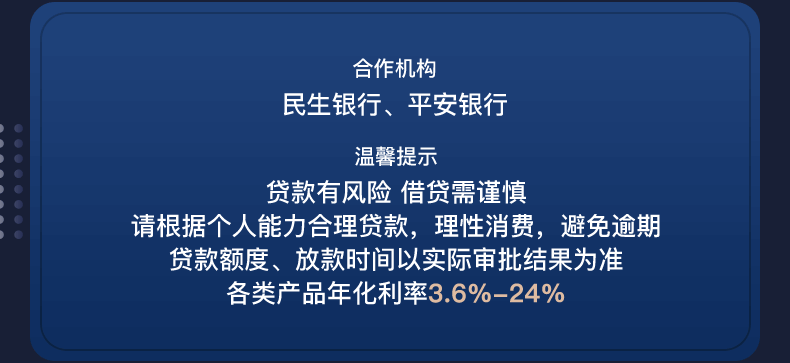 合作机构
民生银行、平安银行
温馨提示
贷款有风险 借贷需谨慎
请根据个人能力合理贷款，理性消费，避免逾期
贷款额度、放款时间以实际审批结果为准
各类产品年化利率3.6%-24%